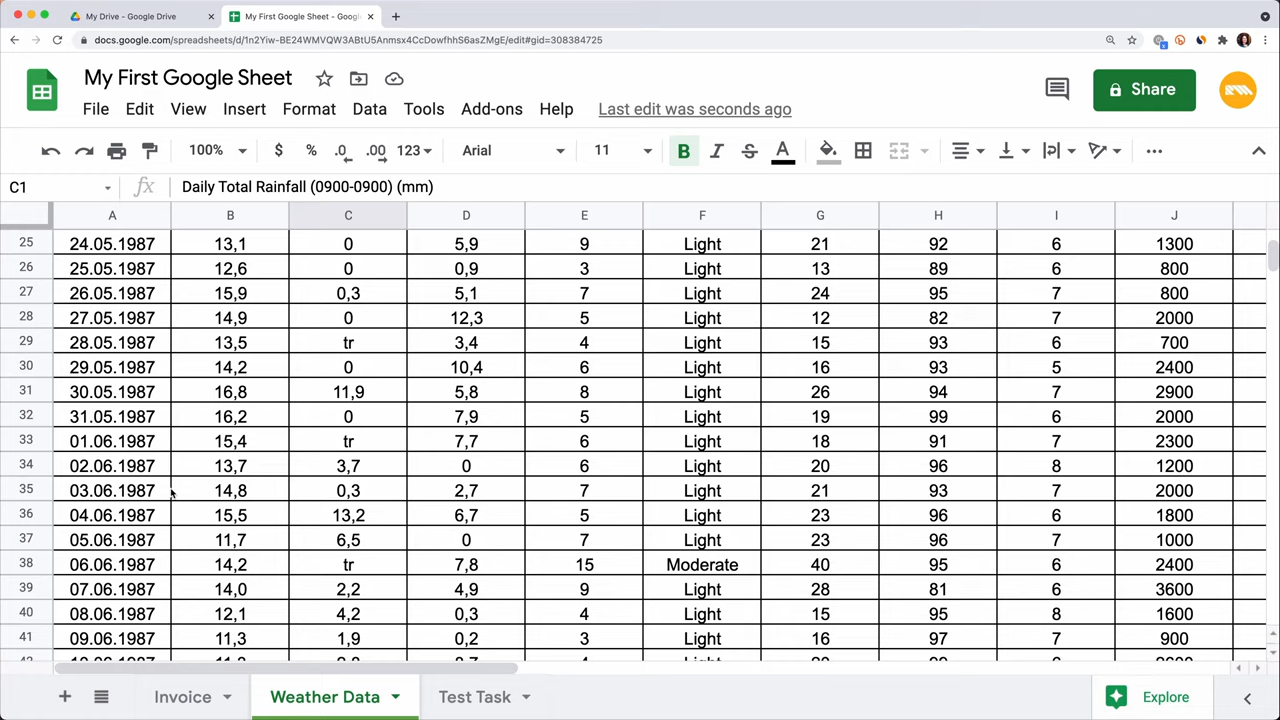 My Drive - Google Drive
My First Google Sheet - Goog
docs.google.com/spreadsheets/d/1n2Yiw-BE24WMVQW3ABtU5Anmsx4CcDowfhhS6asZMgE/edit#gid=308384725
My First Google Sheet
File Edit View Insert Format Data Tools Add-ons Help Last edit was seconds ago
Share
100% $ % .0 .00 123 Arial 11 B I S A
C1 fx Daily Total Rainfall (0900-0900) (mm)
A B C D E F G H I J
25 24.05.1987 13,1 0 5,9 9 Light 21 92 6 1300
26 25.05.1987 12,6 0 0,9 3 Light 13 89 6 800
27 26.05.1987 15,9 0,3 5,1 7 Light 24 95 7 800
28 27.05.1987 14,9 0 12,3 5 Light 12 82 7 2000
29 28.05.1987 13,5 tr 3,4 4 Light 15 93 6 700
30 29.05.1987 14,2 0 10,4 6 Light 16 93 5 2400
31 30.05.1987 16,8 11,9 5,8 8 Light 26 94 7 2900
32 31.05.1987 16,2 0 7,9 5 Light 19 99 6 2000
33 01.06.1987 15,4 tr 7,7 6 Light 18 91 7 2300
34 02.06.1987 13,7 3,7 0 6 Light 20 96 8 1200
35 03.06.1987 14,8 0,3 2,7 7 Light 21 93 7 2000
36 04.06.1987 15,5 13,2 6,7 5 Light 23 96 6 1800
37 05.06.1987 11,7 6,5 0 7 Light 23 96 7 1000
38 06.06.1987 14,2 tr 7,8 15 Moderate 40 95 6 2400
39 07.06.1987 14,0 2,2 4,9 9 Light 28 81 6 3600
40 08.06.1987 12,1 4,2 0,3 4 Light 15 95 8 1600
41 09.06.1987 11,3 1,9 0,2 3 Light 16 97 7 900
Invoice Weather Data Test Task Explore